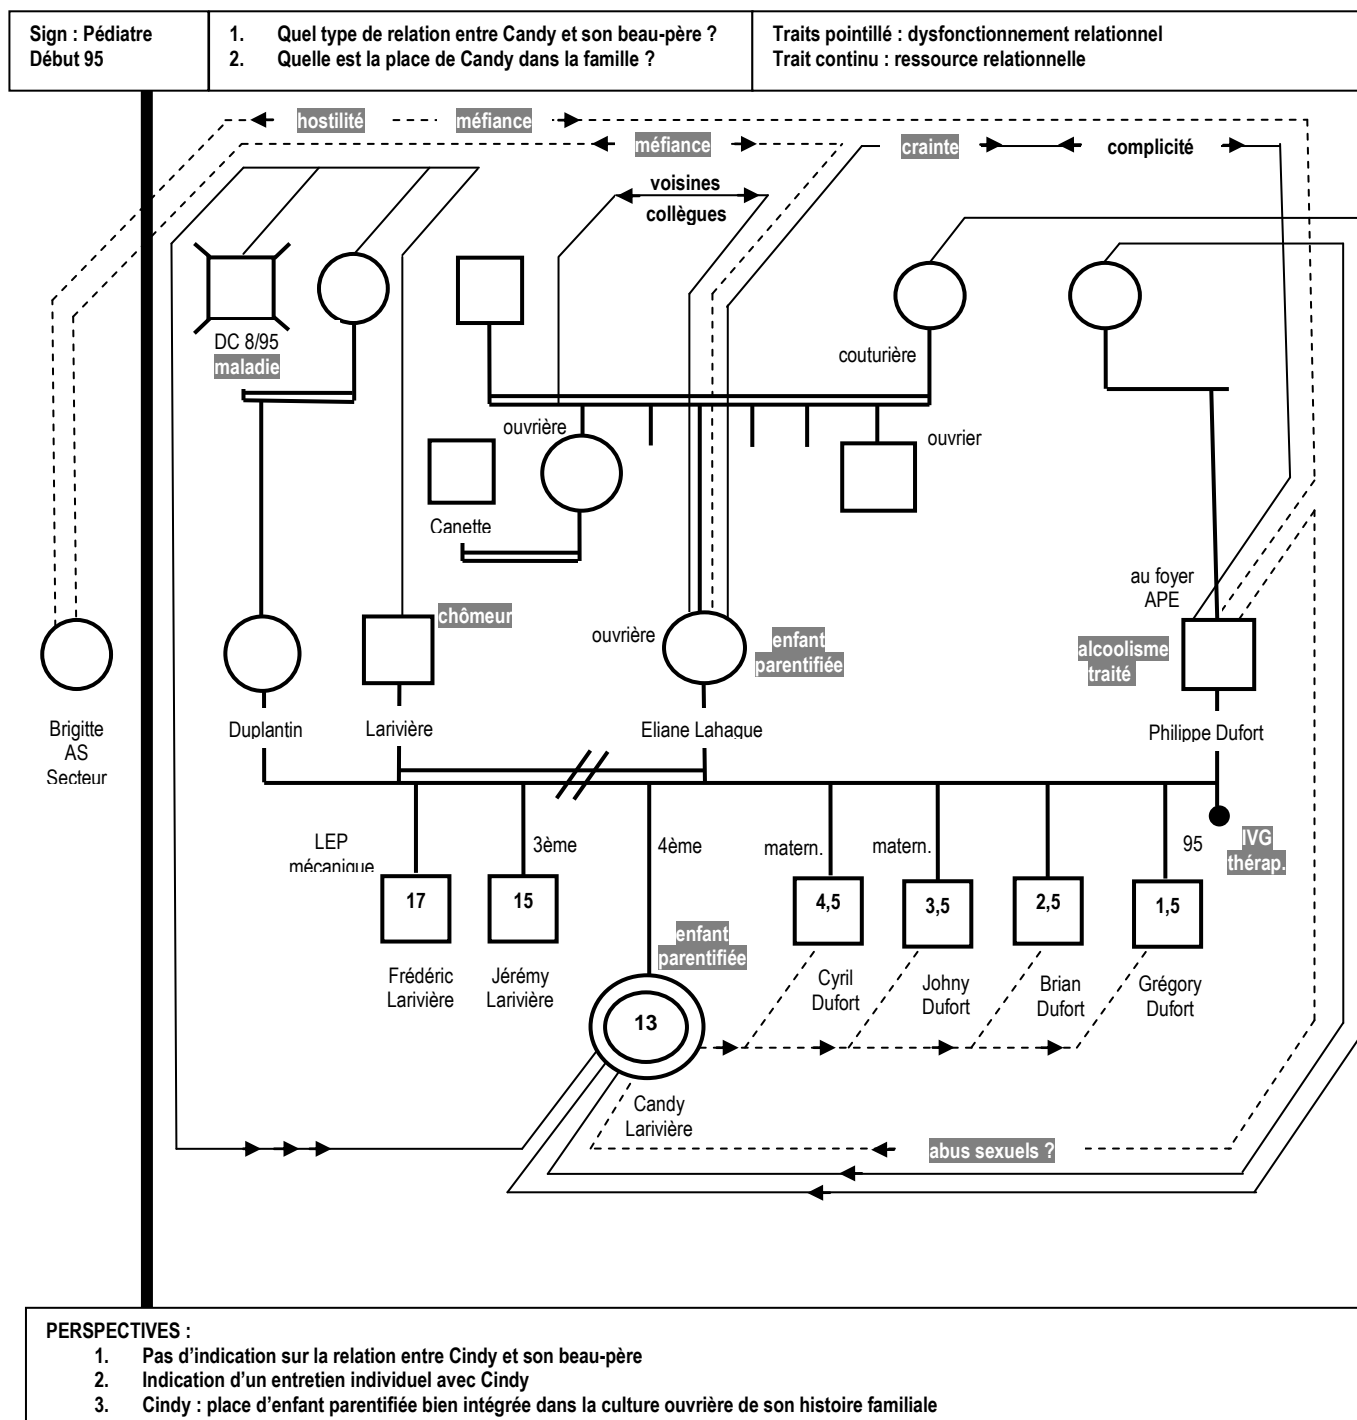 Sign : Pédiatre
Début 95
1. Quel type de relation entre Candy et son beau-père ?
2. Quelle est la place de Candy dans la famille ?
Traits pointillé : dysfonctionnement relationnel
Trait continu : ressource relationnelle
hostilité
méfiance
méfiance
crainte
complicité
voisines
collègues
DC 8/95
maladie
couturière
ouvrière
ouvrier
Canette
au foyer
APE
chômeur
ouvrière
enfant
parentifiée
alcoolisme
traité
Brigitte
AS
Secteur
Duplantin
Larivière
Eliane Lahague
Philippe Dufort
LEP
mécanique
3ème
4ème
matern.
matern.
95
IVG
thérap.
17
15
4,5
3,5
2,5
1,5
enfant
parentifiée
Frédéric
Larivière
Jérémy
Larivière
Cyril
Dufort
Johny
Dufort
Brian
Dufort
Grégory
Dufort
13
Candy
Larivière
abus sexuels ?
PERSPECTIVES :
1. Pas d'indication sur la relation entre Cindy et son beau-père
2. Indication d'un entretien individuel avec Cindy
3. Cindy : place d'enfant parentifiée bien intégrée dans la culture ouvrière de son histoire familiale